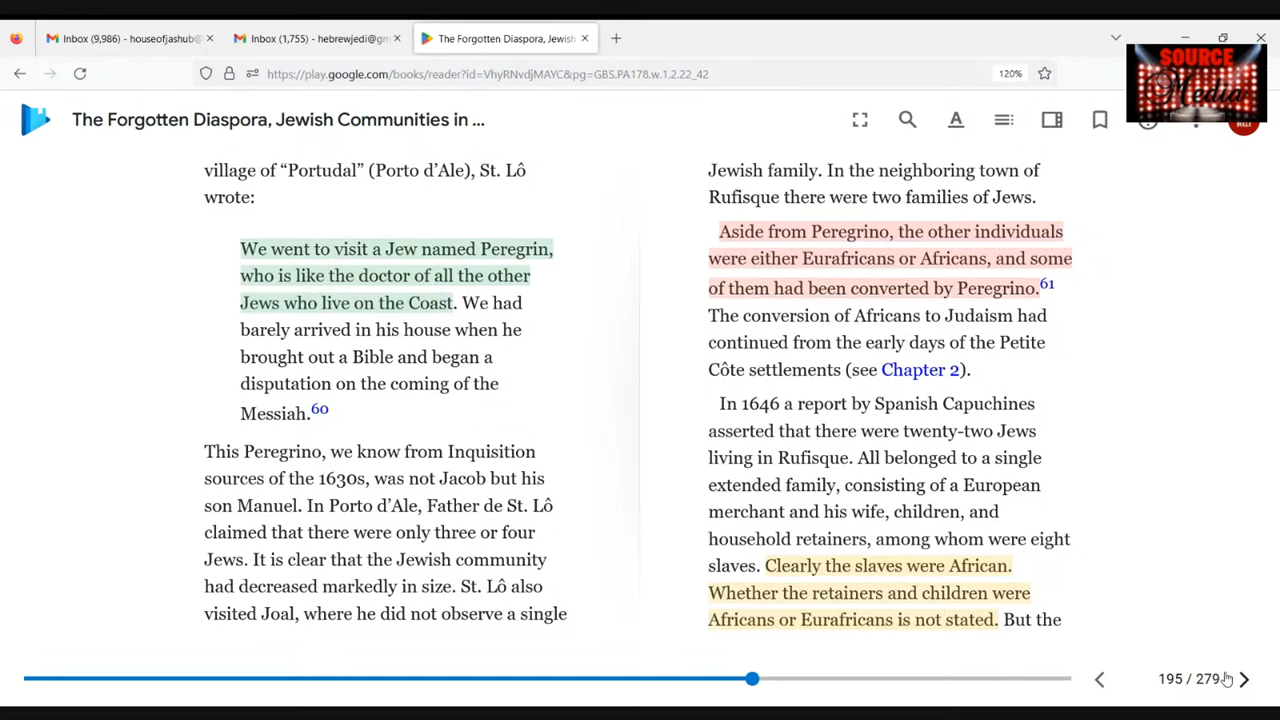 Inbox (9,986) - houseofjashub@
Inbox (1,755) - hebrewjedi@gm
The Forgotten Diaspora, Jewish
https://play.google.com/books/reader?id=VhyRNvdjMAYC&pg=GBS.PA178.w.1.2.22_42
120%
SOURCE
Media
The Forgotten Diaspora, Jewish Communities in ...
village of “Portudal” (Porto d’Ale), St. Lô
wrote:
We went to visit a Jew named Peregrin,
who is like the doctor of all the other
Jews who live on the Coast. We had
barely arrived in his house when he
brought out a Bible and began a
disputation on the coming of the
Messiah.60
This Peregrino, we know from Inquisition
sources of the 1630s, was not Jacob but his
son Manuel. In Porto d’Ale, Father de St. Lô
claimed that there were only three or four
Jews. It is clear that the Jewish community
had decreased markedly in size. St. Lô also
visited Joal, where he did not observe a single
Jewish family. In the neighboring town of
Rufisque there were two families of Jews.
Aside from Peregrino, the other individuals
were either Eurafricans or Africans, and some
of them had been converted by Peregrino.61
The conversion of Africans to Judaism had
continued from the early days of the Petite
Côte settlements (see Chapter 2).
In 1646 a report by Spanish Capuchines
asserted that there were twenty-two Jews
living in Rufisque. All belonged to a single
extended family, consisting of a European
merchant and his wife, children, and
household retainers, among whom were eight
slaves. Clearly the slaves were African.
Whether the retainers and children were
Africans or Eurafricans is not stated. But the
195 / 279